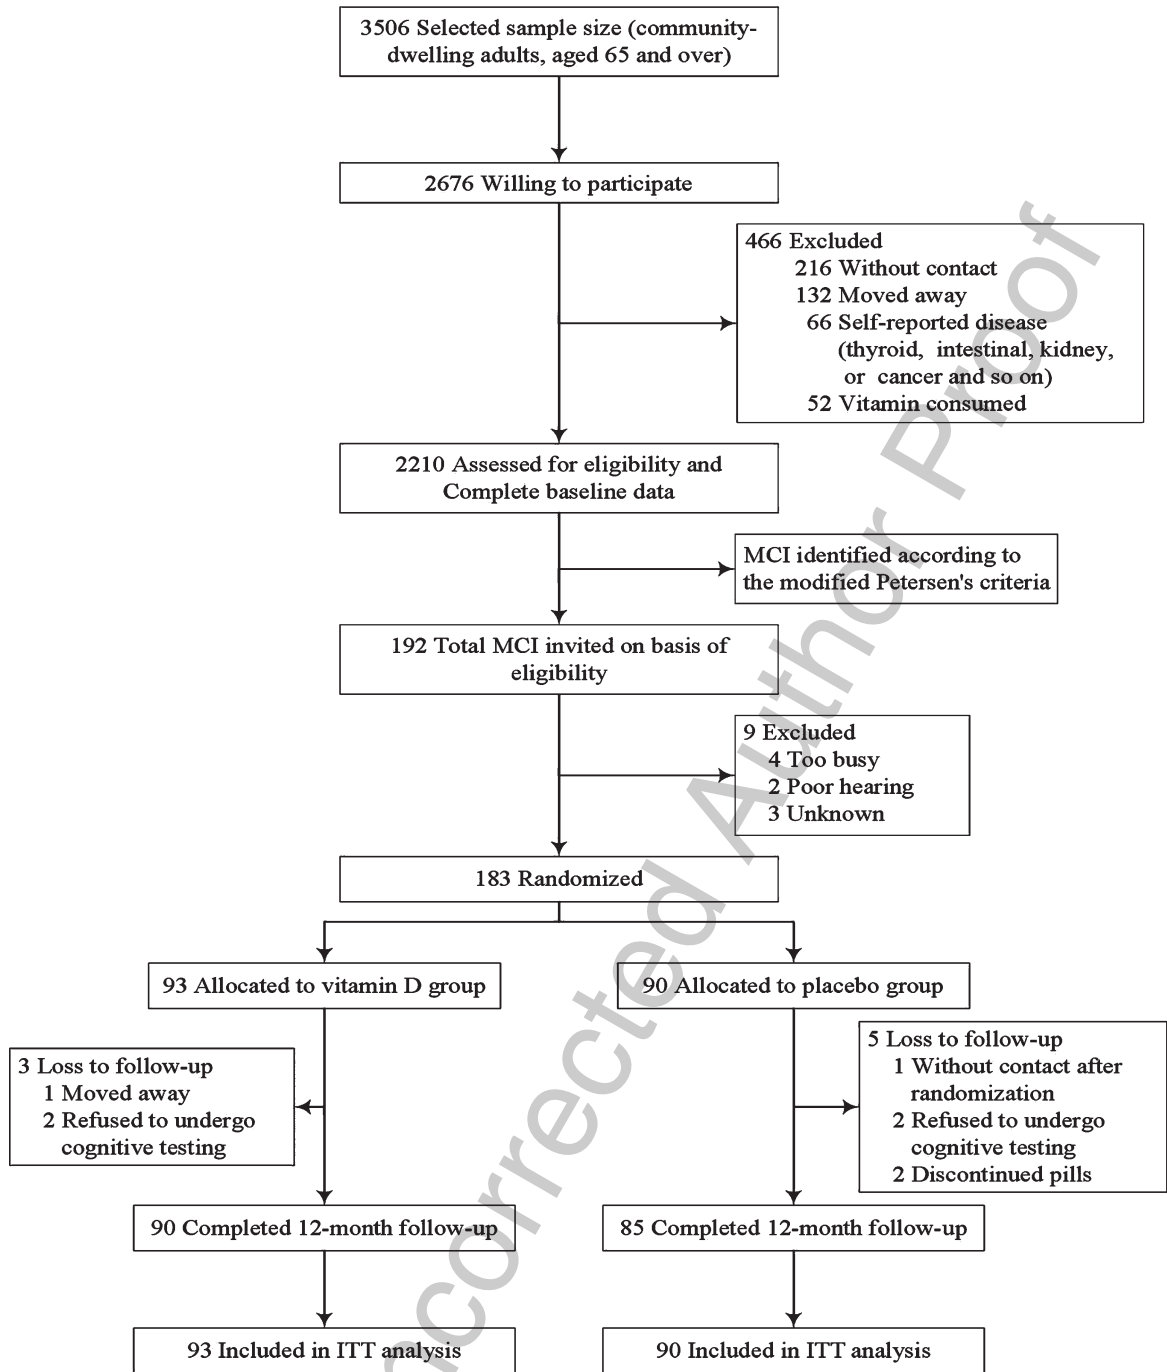 3506 Selected sample size (community-
dwelling adults, aged 65 and over)
2676 Willing to participate
466 Excluded
216 Without contact
132 Moved away
66 Self-reported disease
(thyroid, intestinal, kidney,
or cancer and so on)
52 Vitamin consumed
2210 Assessed for eligibility and
Complete baseline data
MCI identified according to
the modified Petersen's criteria
192 Total MCI invited on basis of
eligibility
9 Excluded
4 Too busy
2 Poor hearing
3 Unknown
183 Randomized
93 Allocated to vitamin D group
90 Allocated to placebo group
3 Loss to follow-up
1 Moved away
2 Refused to undergo
cognitive testing
5 Loss to follow-up
1 Without contact after
randomization
2 Refused to undergo
cognitive testing
2 Discontinued pills
90 Completed 12-month follow-up
85 Completed 12-month follow-up
93 Included in ITT analysis
90 Included in ITT analysis
ncorrected Author Proof